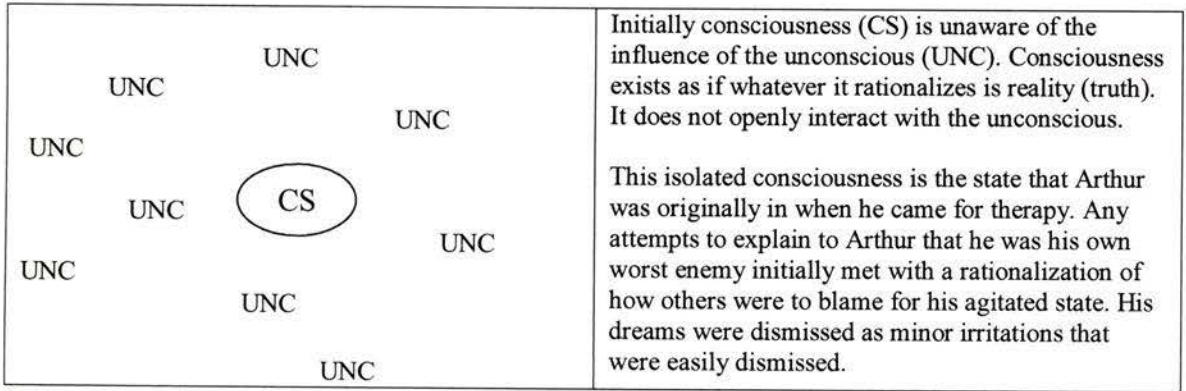 UNC
UNC
UNC
UNC
UNC
CS
UNC
UNC
UNC
UNC
Initially consciousness (CS) is unaware of the
influence of the unconscious (UNC). Consciousness
exists as if whatever it rationalizes is reality (truth).
It does not openly interact with the unconscious.
This isolated consciousness is the state that Arthur
was originally in when he came for therapy. Any
attempts to explain to Arthur that he was his own
worst enemy initially met with a rationalization of
how others were to blame for his agitated state. His
dreams were dismissed as minor irritations that
were easily dismissed.